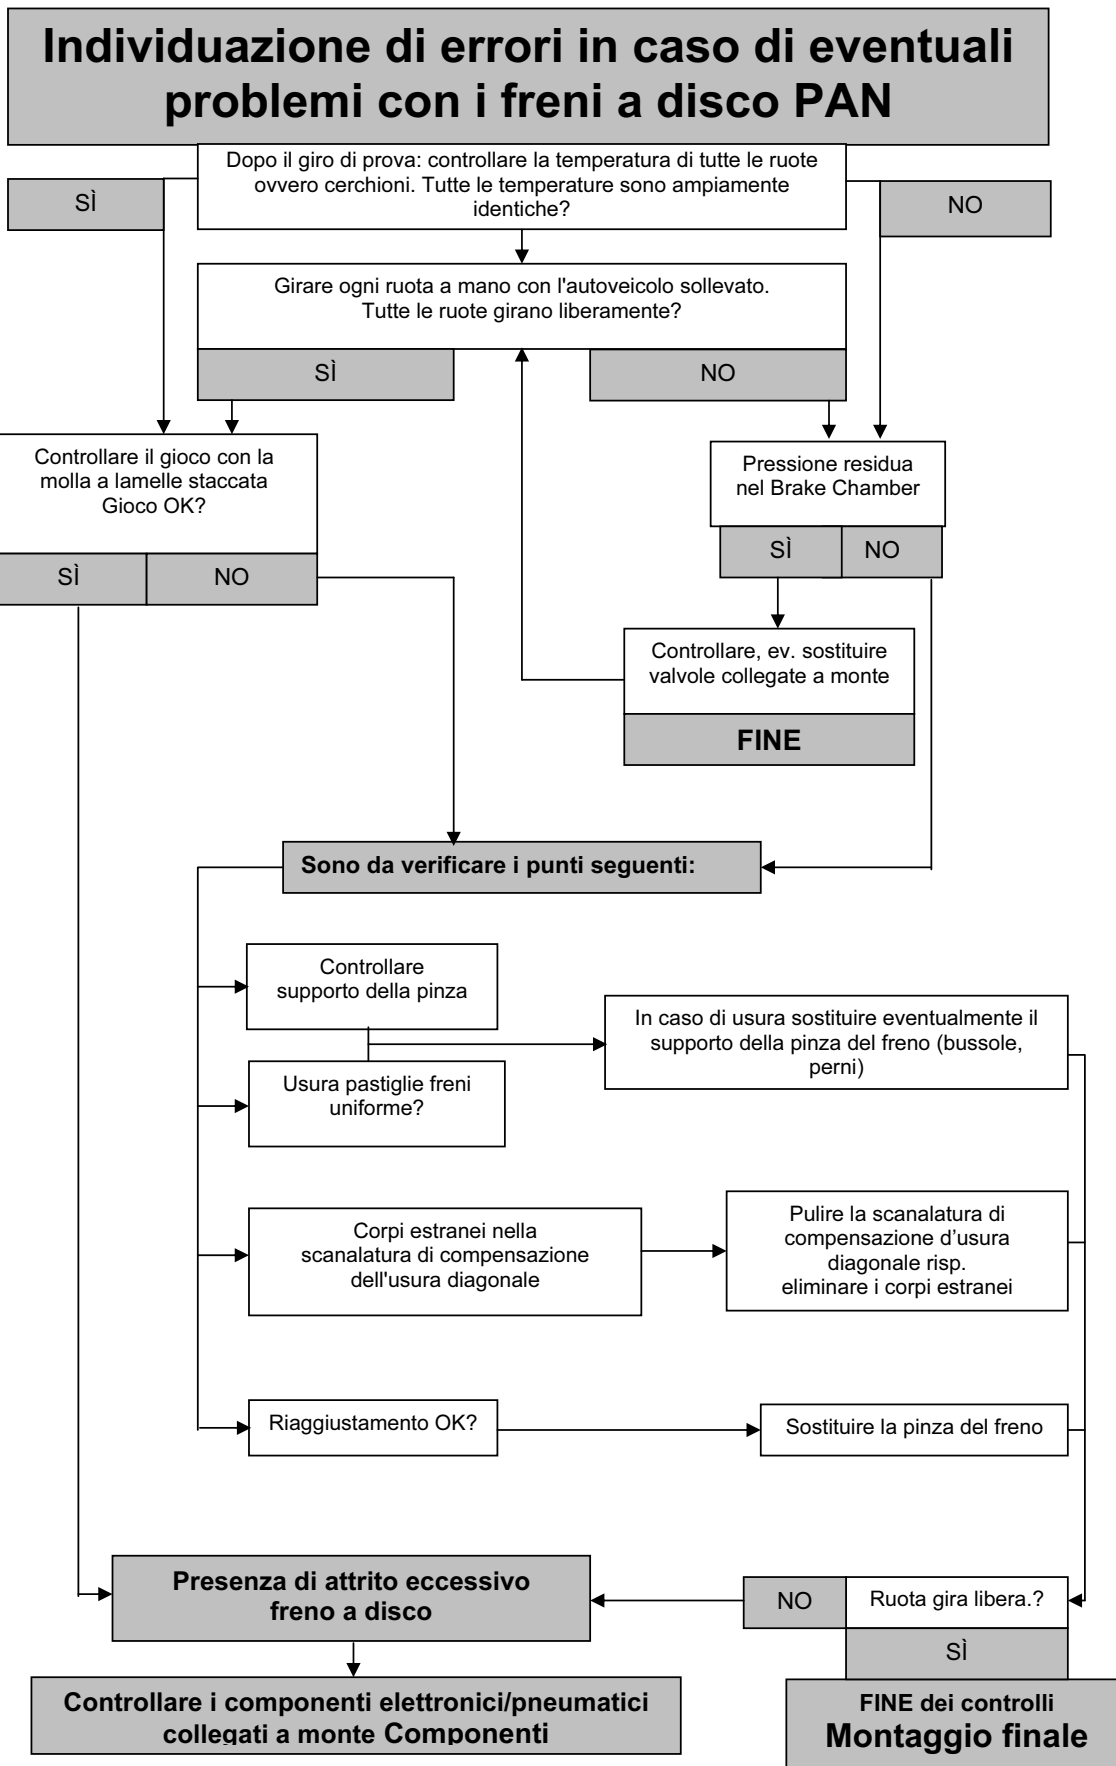 Individuazione di errori in caso di eventuali
problemi con i freni a disco PAN
Dopo il giro di prova: controllare la temperatura di tutte le ruote
ovvero cerchioni. Tutte le temperature sono ampiamente
identiche?
SÌ
NO
Girare ogni ruota a mano con l'autoveicolo sollevato.
Tutte le ruote girano liberamente?
SÌ
NO
Controllare il gioco con la
molla a lamelle staccata
Gioco OK?
SÌ
NO
Pressione residua
nel Brake Chamber
SÌ
NO
Controllare, ev. sostituire
valvole collegate a monte
FINE
Sono da verificare i punti seguenti:
Controllare
supporto della pinza
In caso di usura sostituire eventualmente il
supporto della pinza del freno (bussole,
perni)
Usura pastiglie freni
uniforme?
Corpi estranei nella
scanalatura di compensazione
dell'usura diagonale
Pulire la scanalatura di
compensazione d’usura
diagonale risp.
eliminare i corpi estranei
Riaggiustamento OK?
Sostituire la pinza del freno
Presenza di attrito eccessivo
freno a disco
NO
Ruota gira libera.?
SÌ
Controllare i componenti elettronici/pneumatici
collegati a monte Componenti
FINE dei controlli
Montaggio finale